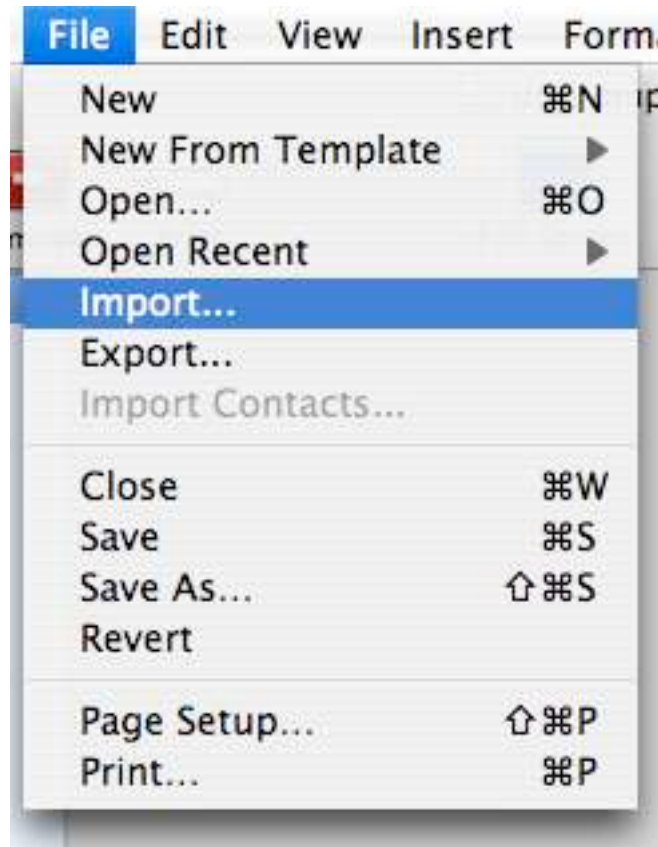 File Edit View Insert Form
New ⌘N
New From Template ▶
Open... ⌘O
Open Recent ▶
Import...
Export...
Import Contacts...
Close ⌘W
Save ⌘S
Save As... ⇧⌘S
Revert
Page Setup... ⇧⌘P
Print... ⌘P